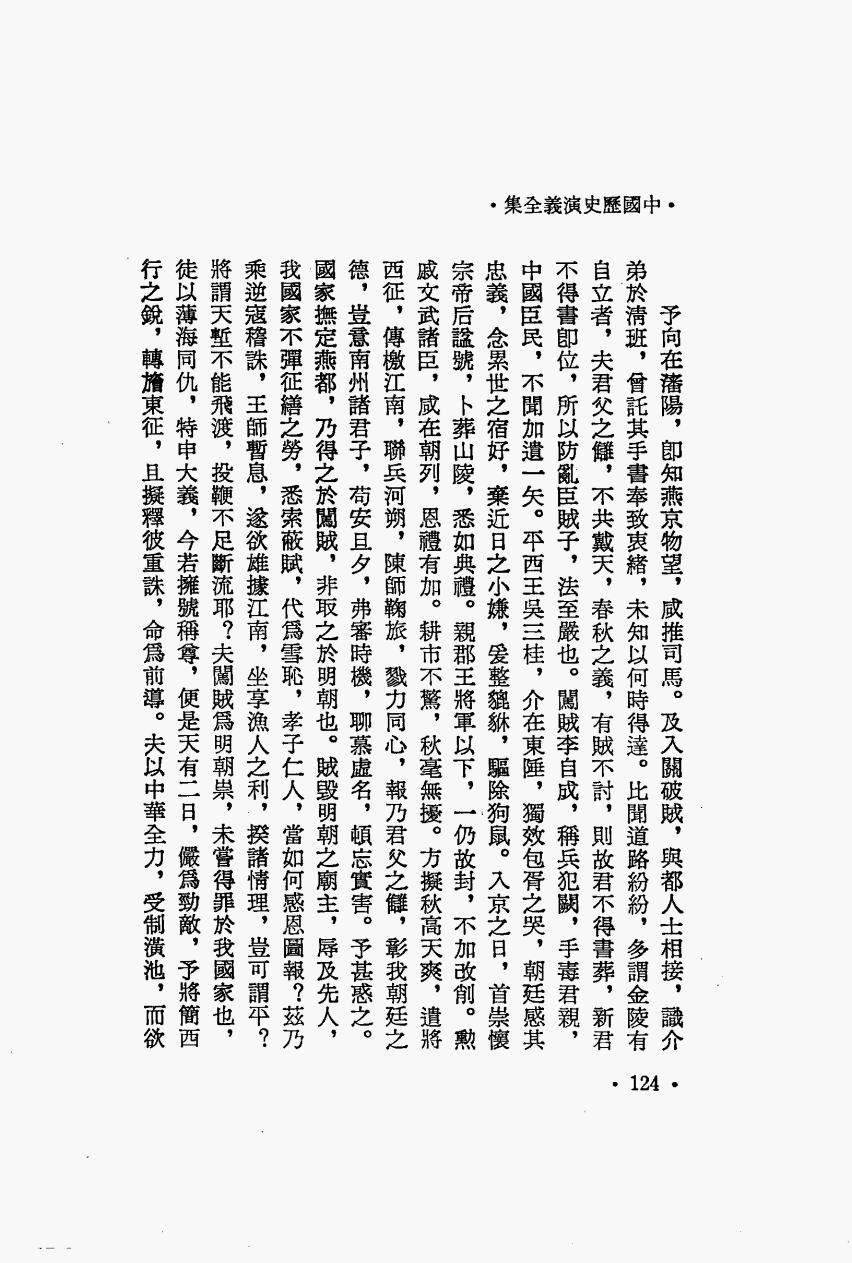 •中國歷史演義全集•
予向在瀋陽，卽知燕京物望，咸推司馬。及入關破賊，與都人士相接，識介
弟於清班，曾託其手書奉致衷緒，未知以何時得達。比聞道路紛紛，多謂金陵有
自立者，夫君父之讎，不共戴天，春秋之義，有賊不討，則故君不得書葬，新君
不得書卽位，所以防亂臣賊子，法至嚴也。闖賊李自成，稱兵犯闕，手毒君親，
中國臣民，不聞加遺一矢。平西王吳三桂，介在東陲，獨效包胥之哭，朝廷感其
忠義，念累世之宿好，棄近日之小嫌，爰整貔貅，驅除狗鼠。入京之日，首崇懷
宗帝后諡號，卜葬山陵，悉如典禮。親郡王將軍以下，一仍故封，不加改削。勲
戚文武諸臣，咸在朝列，恩禮有加。耕市不驚，秋毫無擾。方擬秋高天爽，遣將
西征，傳檄江南，聯兵河朔，陳師鞠旅，戮力同心，報乃君父之讎，彰我朝廷之
德，豈意南州諸君子，苟安旦夕，弗審時機，聊慕虛名，頓忘實害。予甚惑之。
國家撫定燕都，乃得之於闖賊，非取之於明朝也。賊毀明朝之廟主，辱及先人，
我國家不彈征繕之勞，悉索蔽賦，代爲雪恥，孝子仁人，當如何感恩圖報？茲乃
乘逆寇稽誅，王師暫息，遂欲雄據江南，坐享漁人之利，揆諸情理，豈可謂平？
將謂天塹不能飛渡，投鞭不足斷流耶？夫闖賊爲明朝祟，未嘗得罪於我國家也，
徒以薄海同仇，特申大義，今若擁號稱尊，便是天有二日，儼爲勁敵，予將簡西
行之銳，轉旝東征，且擬釋彼重誅，命爲前導。夫以中華全力，受制潢池，而欲
•124•